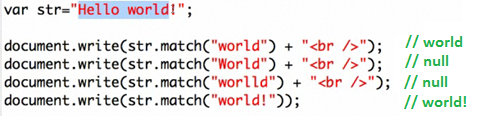 var str="Hello world!";
document.write(str.match("world") + "<br />"); // world
document.write(str.match("World") + "<br />"); // null
document.write(str.match("worlld") + "<br />"); // null
document.write(str.match("world!")); // world!